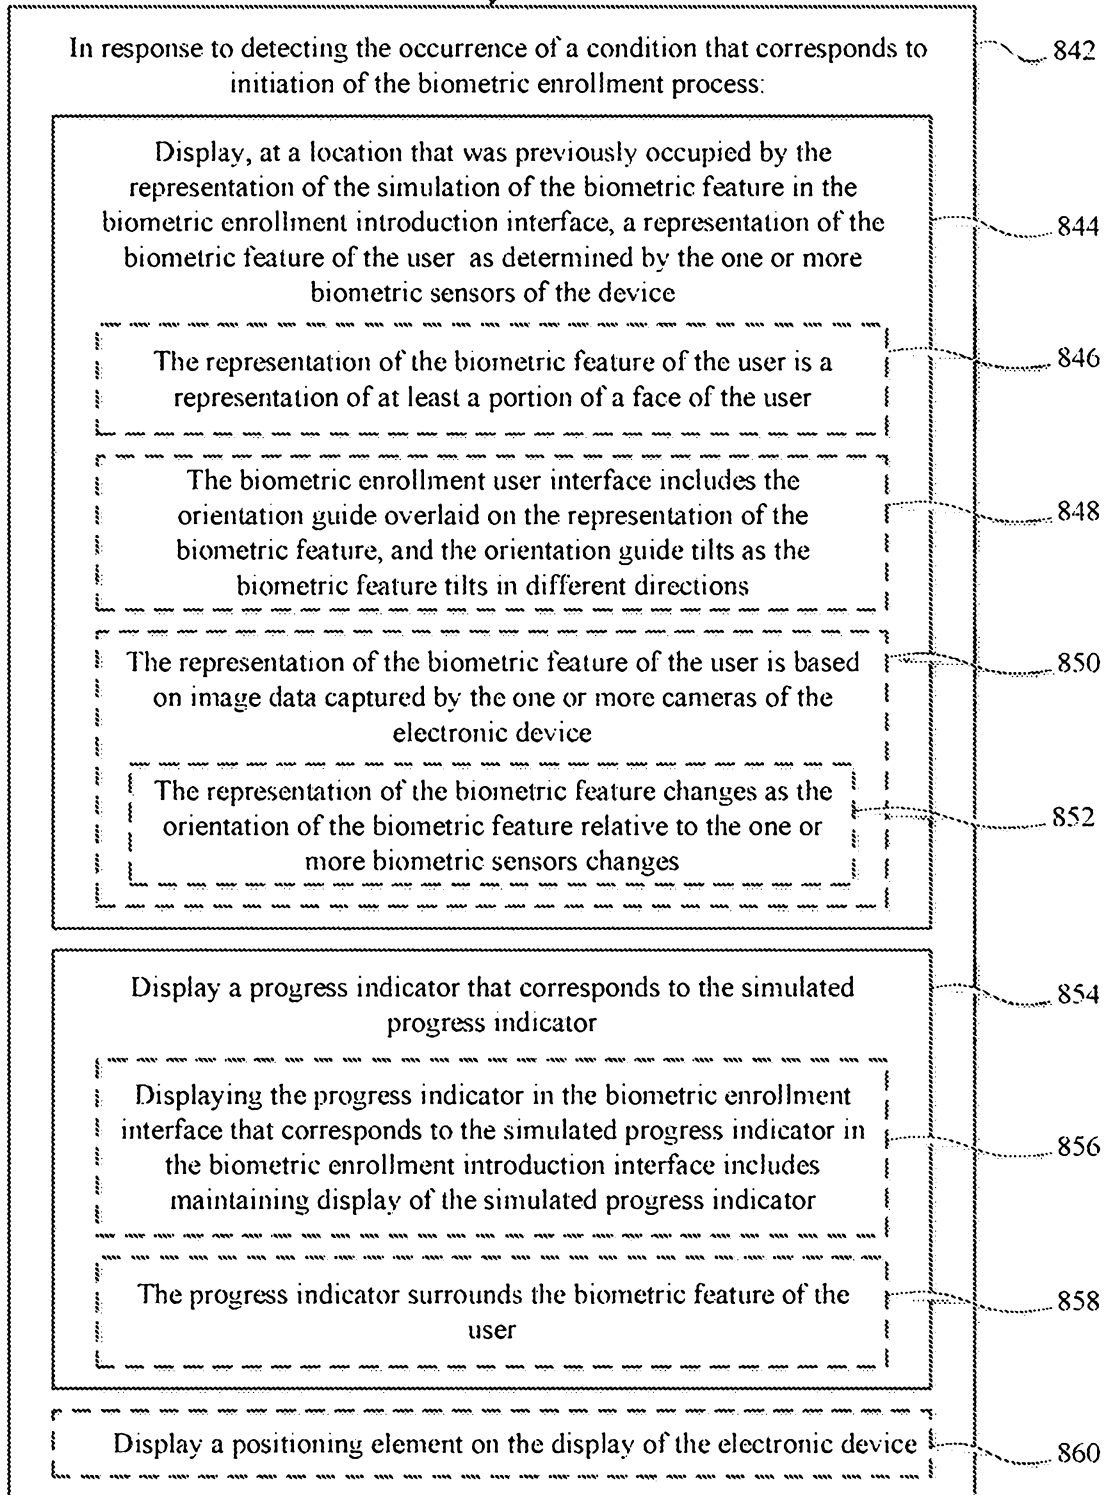 In response to detecting the occurrence of a condition that corresponds to
initiation of the biometric enrollment process:
842
Display, at a location that was previously occupied by the
representation of the simulation of the biometric feature in the
biometric enrollment introduction interface, a representation of the
biometric feature of the user as determined by the one or more
biometric sensors of the device
844
The representation of the biometric feature of the user is a
representation of at least a portion of a face of the user
846
The biometric enrollment user interface includes the
orientation guide overlaid on the representation of the
biometric feature, and the orientation guide tilts as the
biometric feature tilts in different directions
848
The representation of the biometric feature of the user is based
on image data captured by the one or more cameras of the
electronic device
850
The representation of the biometric feature changes as the
orientation of the biometric feature relative to the one or
more biometric sensors changes
852
Display a progress indicator that corresponds to the simulated
progress indicator
854
Displaying the progress indicator in the biometric enrollment
interface that corresponds to the simulated progress indicator in
the biometric enrollment introduction interface includes
maintaining display of the simulated progress indicator
856
The progress indicator surrounds the biometric feature of the
user
858
Display a positioning element on the display of the electronic device
860